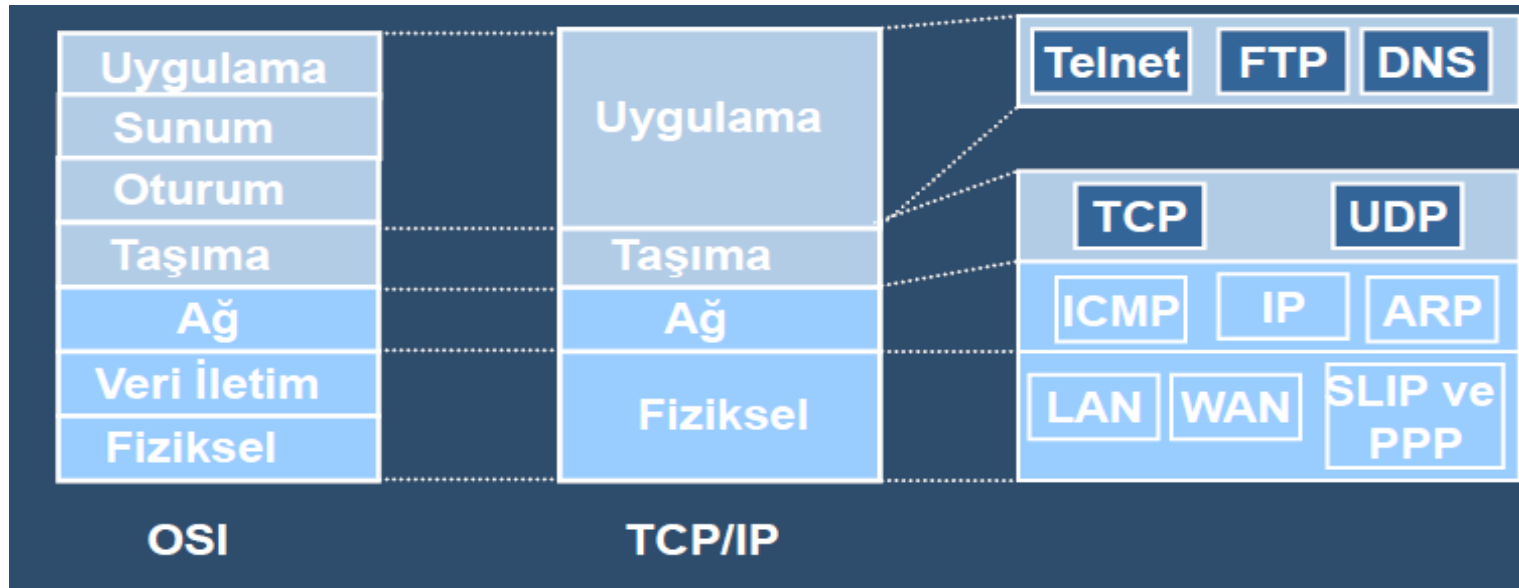 Uygulama
Sunum
Oturum
Taşıma
Ağ
Veri İletim
Fiziksel
OSI
Uygulama
Taşıma
Ağ
Fiziksel
TCP/IP
Telnet FTP DNS
TCP UDP
ICMP IP ARP
LAN WAN SLIP ve
PPP